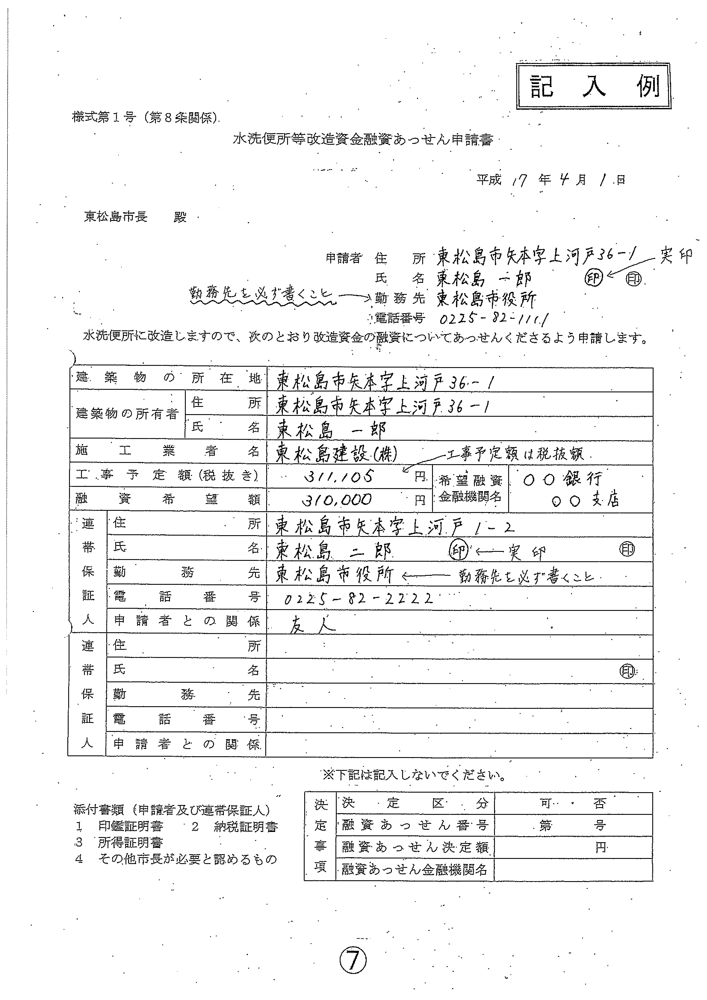 記入例
様式第1号（第8条関係）
水洗便所等改造資金融資あっせん申請書
平成 17 年 4 月 1 日
東松島市長　殿
申請者 住所 東松島市矢本字上河戸36-1 実印
氏名 東松島 一郎 ㊞ ㊞
勤務先を必ず書くこと 勤務先 東松島市役所
電話番号 0225-82-1111
水洗便所に改造しますので、次のとおり改造資金の融資についてあっせんくださるよう申請します。
建築物の所在地 東松島市矢本字上河戸36-1
建築物の所有者 住所 東松島市矢本字上河戸36-1
氏名 東松島 一郎
施工業者名 東松島建設(株) 工事予定額は税抜額
工事予定額(税抜き) 311,105 円 希望融資金融機関名 〇〇銀行
融資希望額 310,000 円 〇〇支店
連帯保証人 住所 東松島市矢本字上河戸1-2
氏名 東松島 二郎 ㊞ 実印 ㊞
勤務先 東松島市役所 勤務先を必ず書くこと
電話番号 0225-82-2222
申請者との関係 友人
連帯保証人 住所
氏名 ㊞
勤務先
電話番号
申請者との関係
※下記は記入しないでください。
添付書類（申請者及び連帯保証人）
1　印鑑証明書　2　納税証明書
3　所得証明書
4　その他市長が必要と認めるもの
決定事項 決定区分 可・否
融資あっせん番号 第　号
融資あっせん決定額 円
融資あっせん金融機関名
⑦